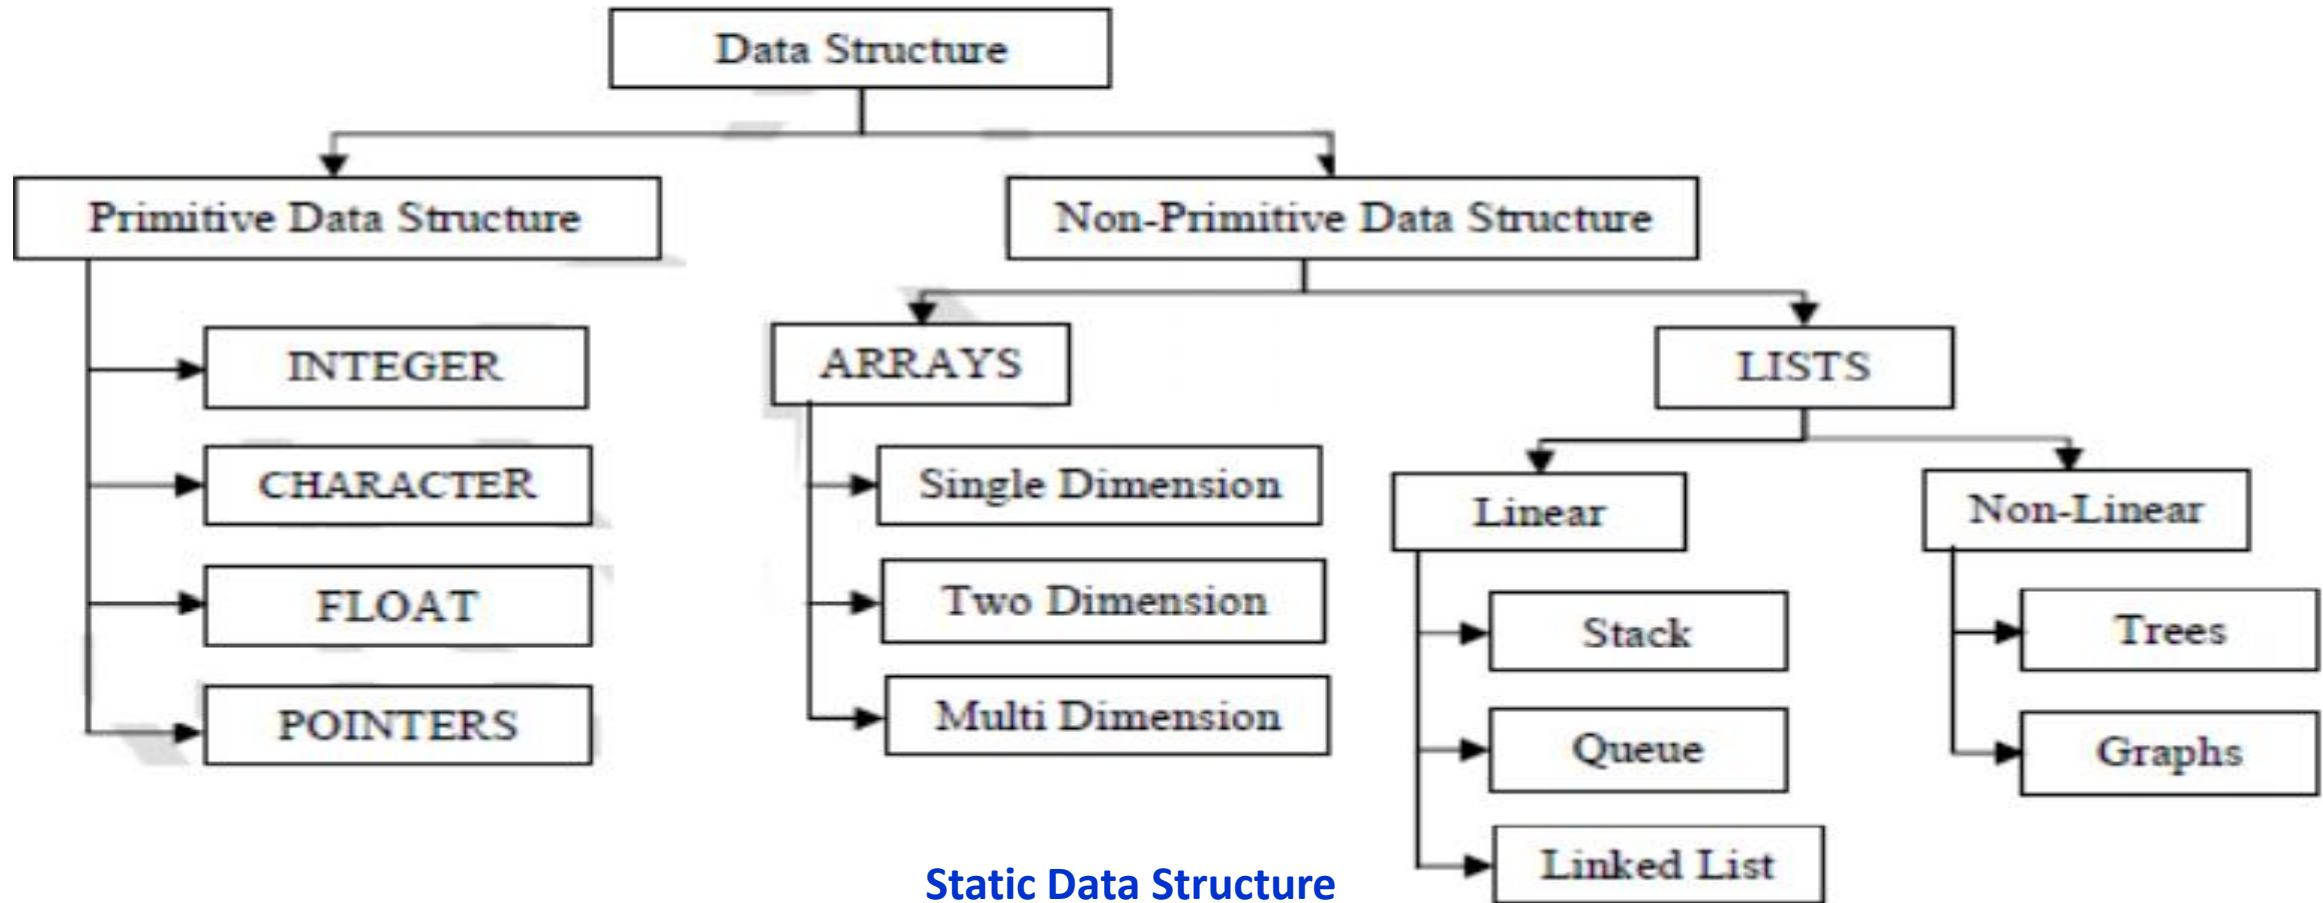 Data Structure
Primitive Data Structure
Non-Primitive Data Structure
INTEGER
CHARACTER
FLOAT
POINTERS
ARRAYS
Single Dimension
Two Dimension
Multi Dimension
LISTS
Linear
Stack
Queue
Linked List
Non-Linear
Trees
Graphs
Static Data Structure